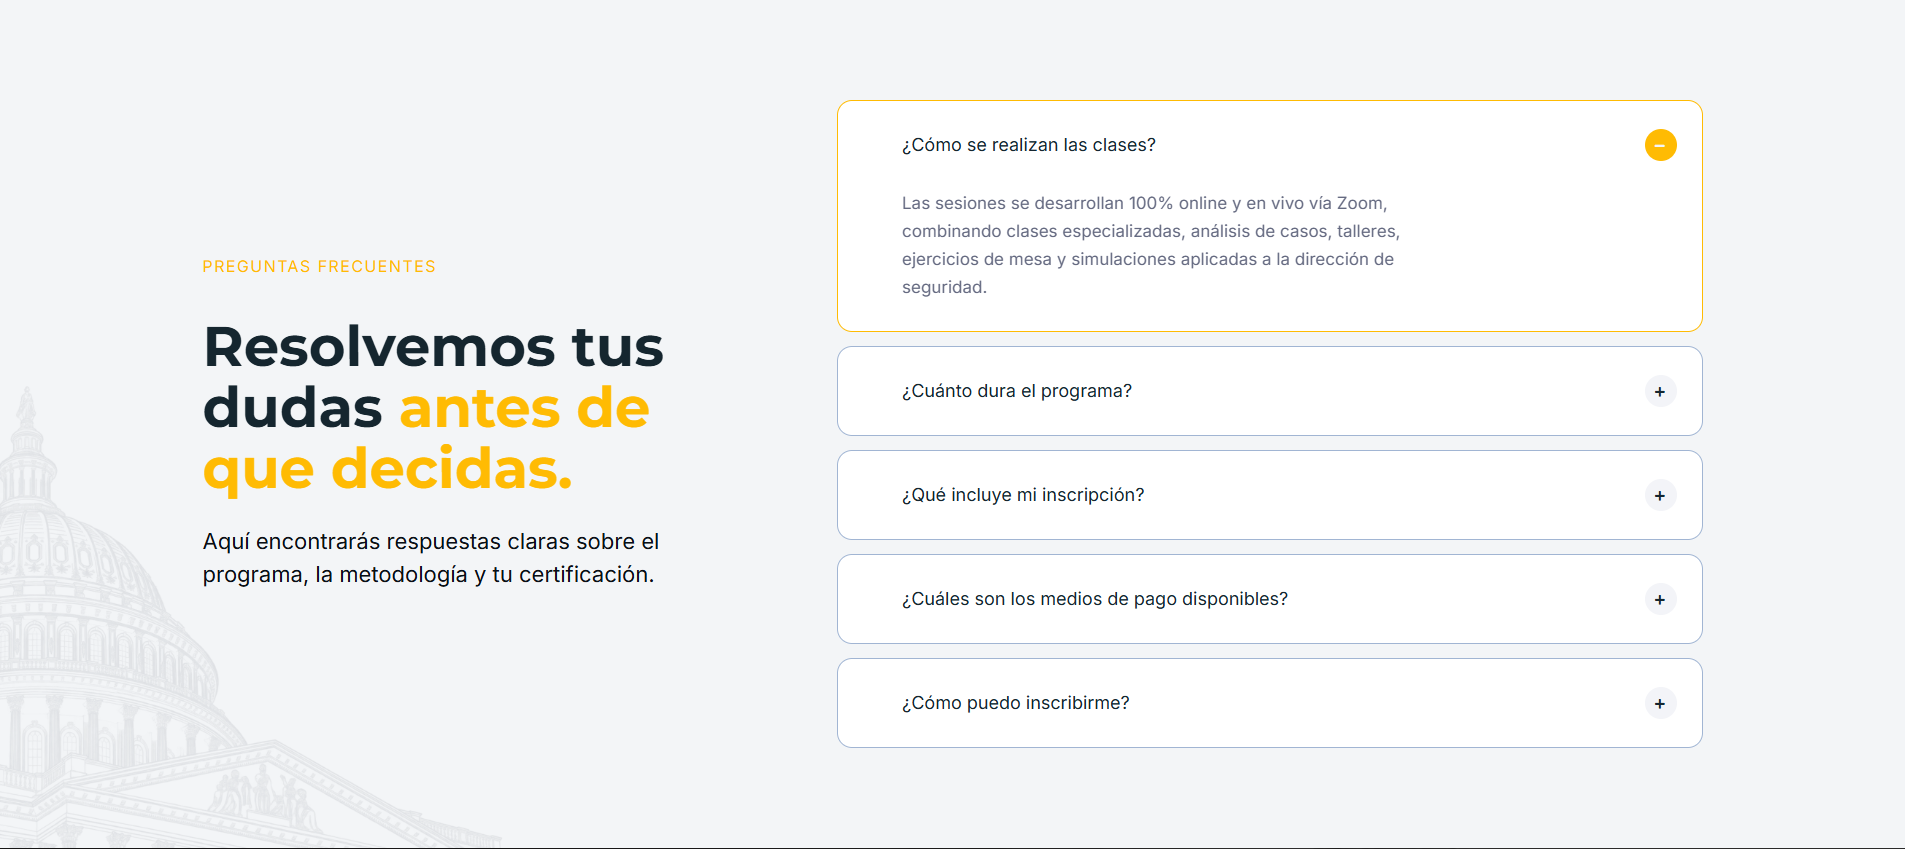 PREGUNTAS FRECUENTES
Resolvemos tus
dudas antes de
que decidas.
Aquí encontrarás respuestas claras sobre el
programa, la metodología y tu certificación.
¿Cómo se realizan las clases?
Las sesiones se desarrollan 100% online y en vivo vía Zoom,
combinando clases especializadas, análisis de casos, talleres,
ejercicios de mesa y simulaciones aplicadas a la dirección de
seguridad.
¿Cuánto dura el programa?
¿Qué incluye mi inscripción?
¿Cuáles son los medios de pago disponibles?
¿Cómo puedo inscribirme?